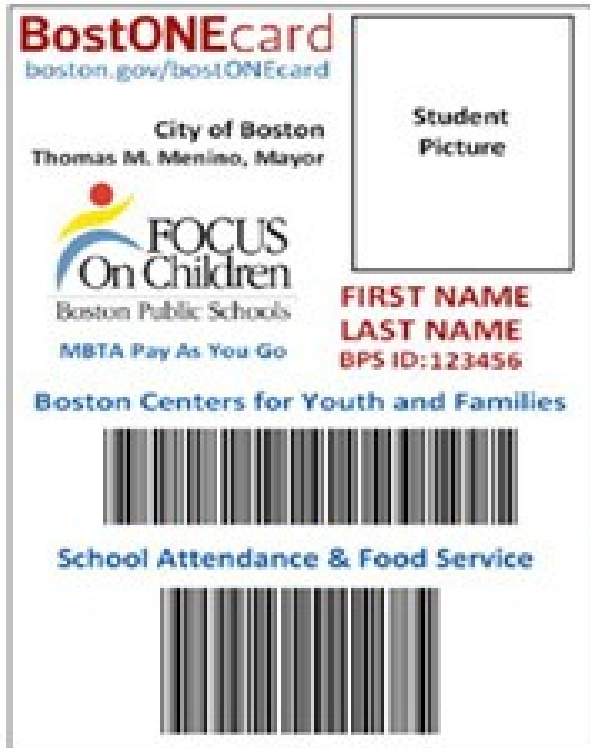 BostONEcard
boston.gov/bostONEcard
City of Boston
Thomas M. Menino, Mayor
Student
Picture
FOCUS
On Children
Boston Public Schools
MBTA Pay As You Go
FIRST NAME
LAST NAME
BPS ID:123456
Boston Centers for Youth and Families
School Attendance & Food Service